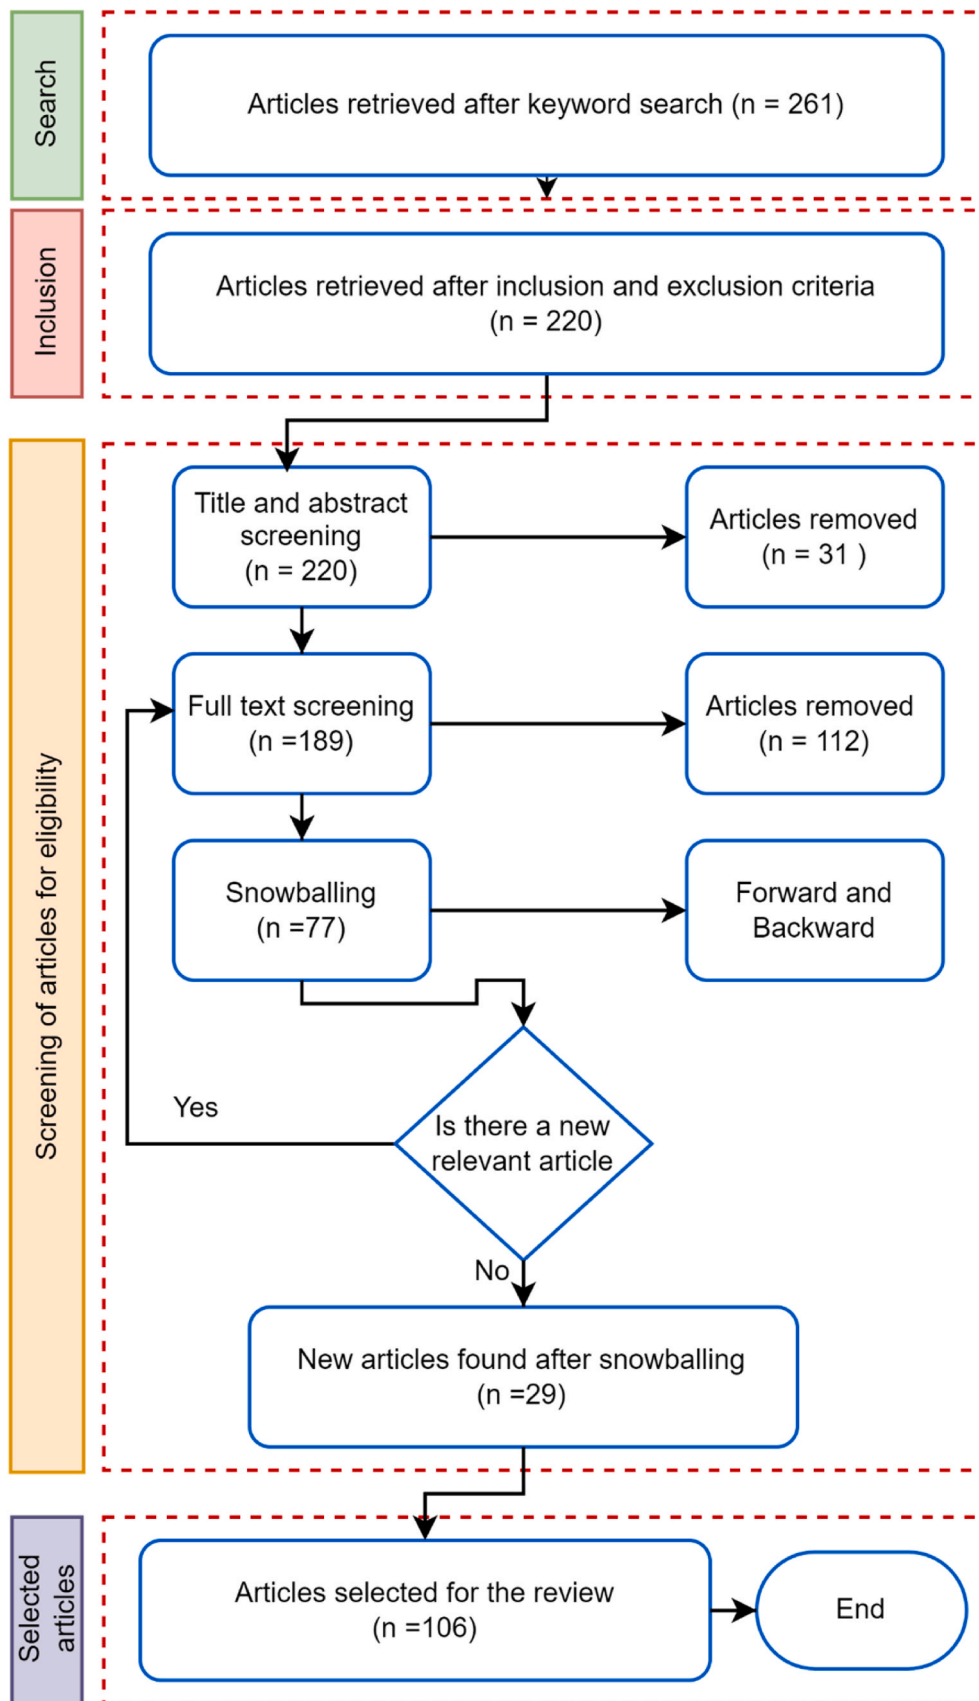 Search
Articles retrieved after keyword search (n = 261)
Inclusion
Articles retrieved after inclusion and exclusion criteria
(n = 220)
Screening of articles for eligibility
Title and abstract
screening
(n = 220)
Articles removed
(n = 31 )
Full text screening
(n =189)
Articles removed
(n = 112)
Snowballing
(n =77)
Forward and
Backward
Yes
Is there a new
relevant article
No
New articles found after snowballing
(n =29)
Selected
articles
Articles selected for the review
(n =106)
End